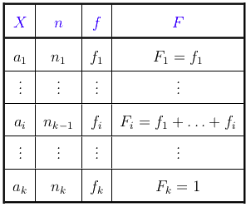 X n f F
a₁ n₁ f₁ F₁ = f₁
⋮ ⋮ ⋮ ⋮
aᵢ nₖ₋₁ fᵢ Fᵢ = f₁ + … + fᵢ
⋮ ⋮ ⋮ ⋮
aₖ nₖ fₖ Fₖ = 1